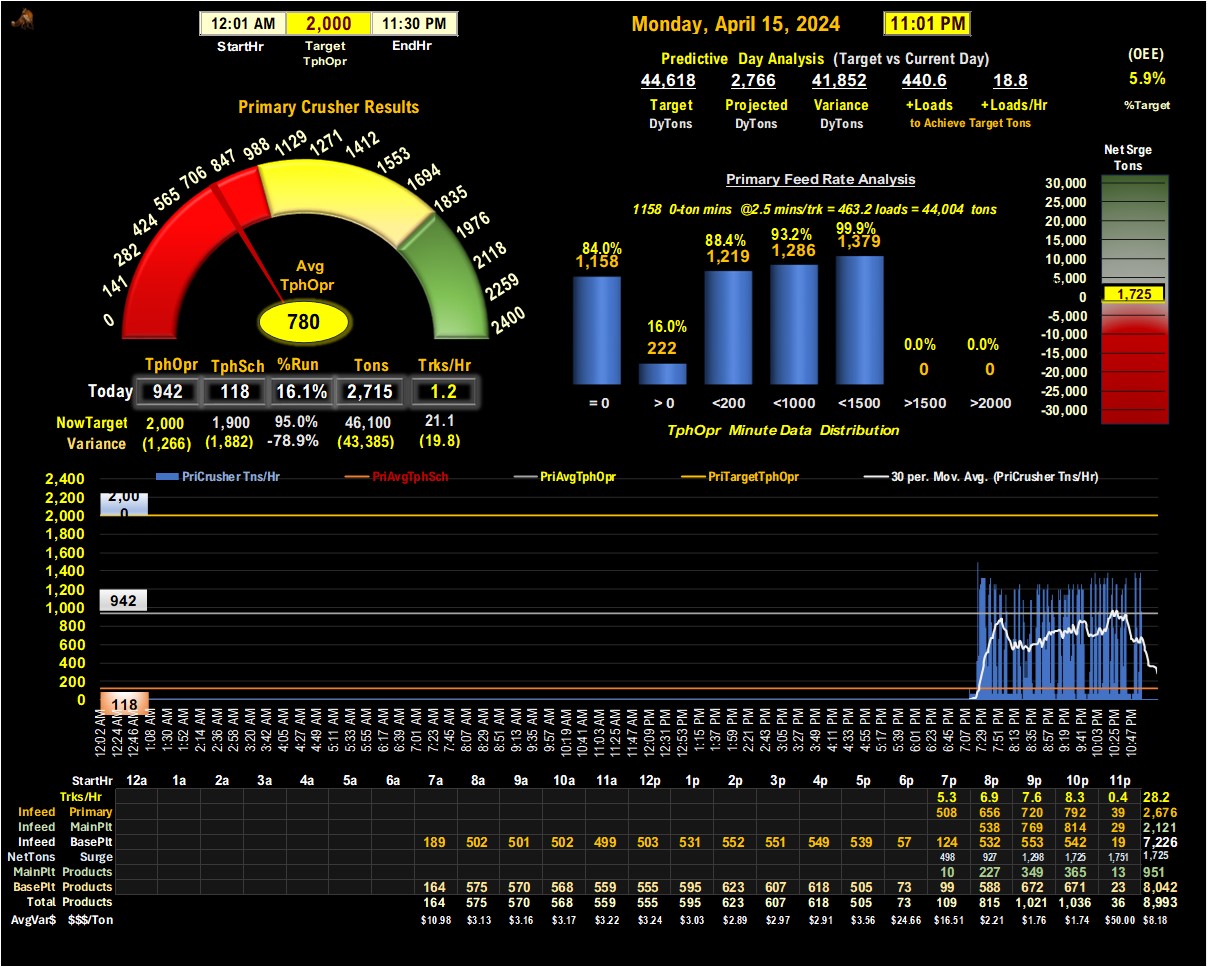 12:01 AM 2,000 11:30 PM
StartHr Target TphOpr EndHr
Monday, April 15, 2024 11:01 PM
Predictive Day Analysis (Target vs Current Day)
44,618 2,766 41,852 440.6 18.8
Target Projected Variance +Loads +Loads/Hr
DyTons DyTons DyTons to Achieve Target Tons
(OEE)
5.9%
%Target
Primary Crusher Results
0 141 282 424 565 706 847 988 1129 1271 1412 1553 1694 1835 1976 2118 2259 2400
Avg
TphOpr
780
TphOpr TphSch %Run Tons Trks/Hr
Today 942 118 16.1% 2,715 1.2
NowTarget 2,000 1,900 95.0% 46,100 21.1
Variance (1,266) (1,882) -78.9% (43,385) (19.8)
Primary Feed Rate Analysis
1158 0-ton mins @2.5 mins/trk = 463.2 loads = 44,004 tons
84.0% 16.0% 88.4% 93.2% 99.9% 0.0% 0.0%
1,158 222 1,219 1,286 1,379 0 0
= 0 > 0 <200 <1000 <1500 >1500 >2000
TphOpr Minute Data Distribution
Net Srge
Tons
30,000
25,000
20,000
15,000
10,000
5,000
0
-5,000
-10,000
-15,000
-20,000
-25,000
-30,000
1,725
PriCrusher Tns/Hr PriAvgTphSch PriAvgTphOpr PriTargetTphOpr 30 per. Mov. Avg. (PriCrusher Tns/Hr)
2,400
2,200
2,000
1,800
1,600
1,400
1,200
1,000
800
600
400
200
0
2,000
942
118
12:02 AM 12:24 AM 12:46 AM 1:08 AM 1:30 AM 1:52 AM 2:14 AM 2:36 AM 2:58 AM 3:20 AM 3:42 AM 4:05 AM 4:27 AM 4:49 AM 5:11 AM 5:33 AM 5:55 AM 6:17 AM 6:39 AM 7:01 AM 7:23 AM 7:45 AM 8:07 AM 8:29 AM 8:51 AM 9:13 AM 9:35 AM 9:57 AM 10:19 AM 10:41 AM 11:03 AM 11:25 AM 11:47 AM 12:09 PM 12:31 PM 12:53 PM 1:15 PM 1:37 PM 1:59 PM 2:21 PM 2:43 PM 3:05 PM 3:27 PM 3:49 PM 4:11 PM 4:33 PM 4:55 PM 5:17 PM 5:39 PM 6:01 PM 6:23 PM 6:45 PM 7:07 PM 7:29 PM 7:51 PM 8:13 PM 8:35 PM 8:57 PM 9:19 PM 9:41 PM 10:03 PM 10:25 PM 10:47 PM
StartHr 12a 1a 2a 3a 4a 5a 6a 7a 8a 9a 10a 11a 12p 1p 2p 3p 4p 5p 6p 7p 8p 9p 10p 11p
Trks/Hr 5.3 6.9 7.6 8.3 0.4 28.2
Infeed Primary 508 656 720 792 39 2,676
Infeed MainPlt 538 769 814 29 2,121
Infeed BasePlt 189 502 501 502 499 503 531 552 551 549 539 57 124 532 553 542 19 7,226
NetTons Surge 498 927 1,298 1,725 1,751 1,725
MainPlt Products 10 227 349 365 13 951
BasePlt Products 164 575 570 568 559 555 595 623 607 618 505 73 99 588 672 671 23 8,042
Total Products 164 575 570 568 559 555 595 623 607 618 505 73 109 815 1,021 1,036 36 8,993
AvgVar$ $$$/Ton $10.98 $3.13 $3.16 $3.17 $3.22 $3.24 $3.03 $2.89 $2.97 $2.91 $3.56 $24.66 $16.51 $2.21 $1.76 $1.74 $50.00 $8.18